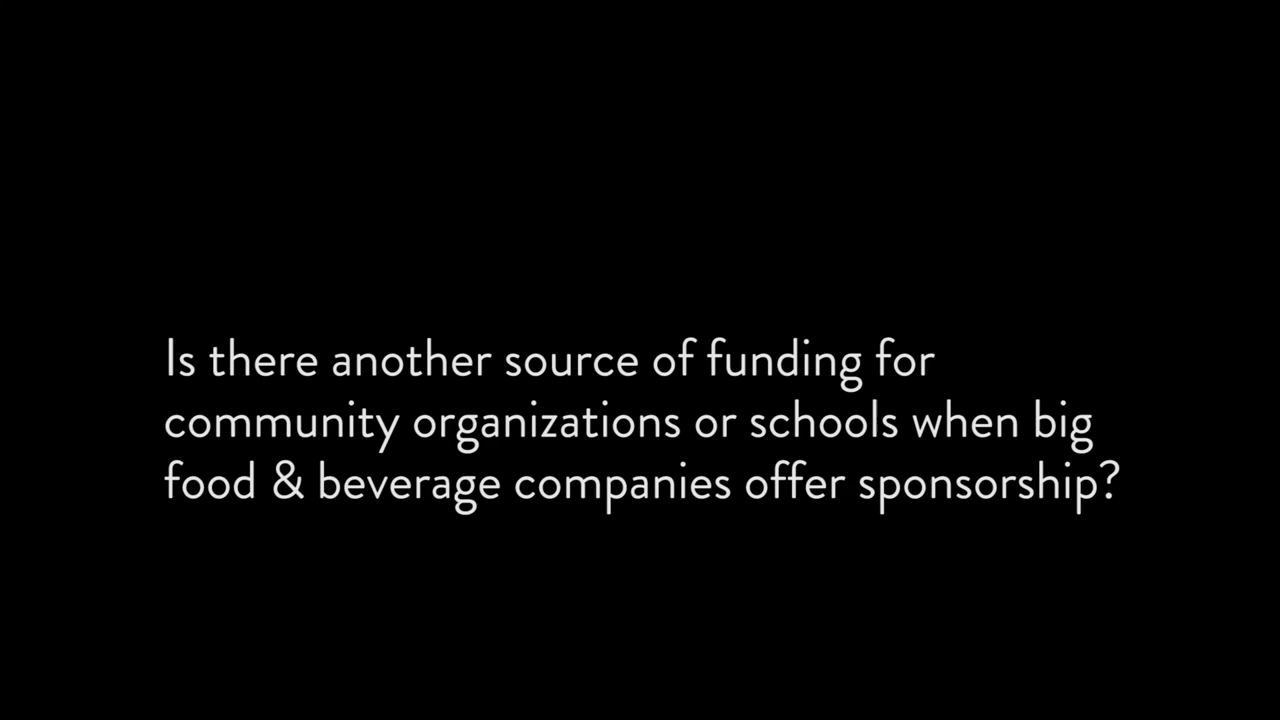 Is there another source of funding for
community organizations or schools when big
food & beverage companies offer sponsorship?